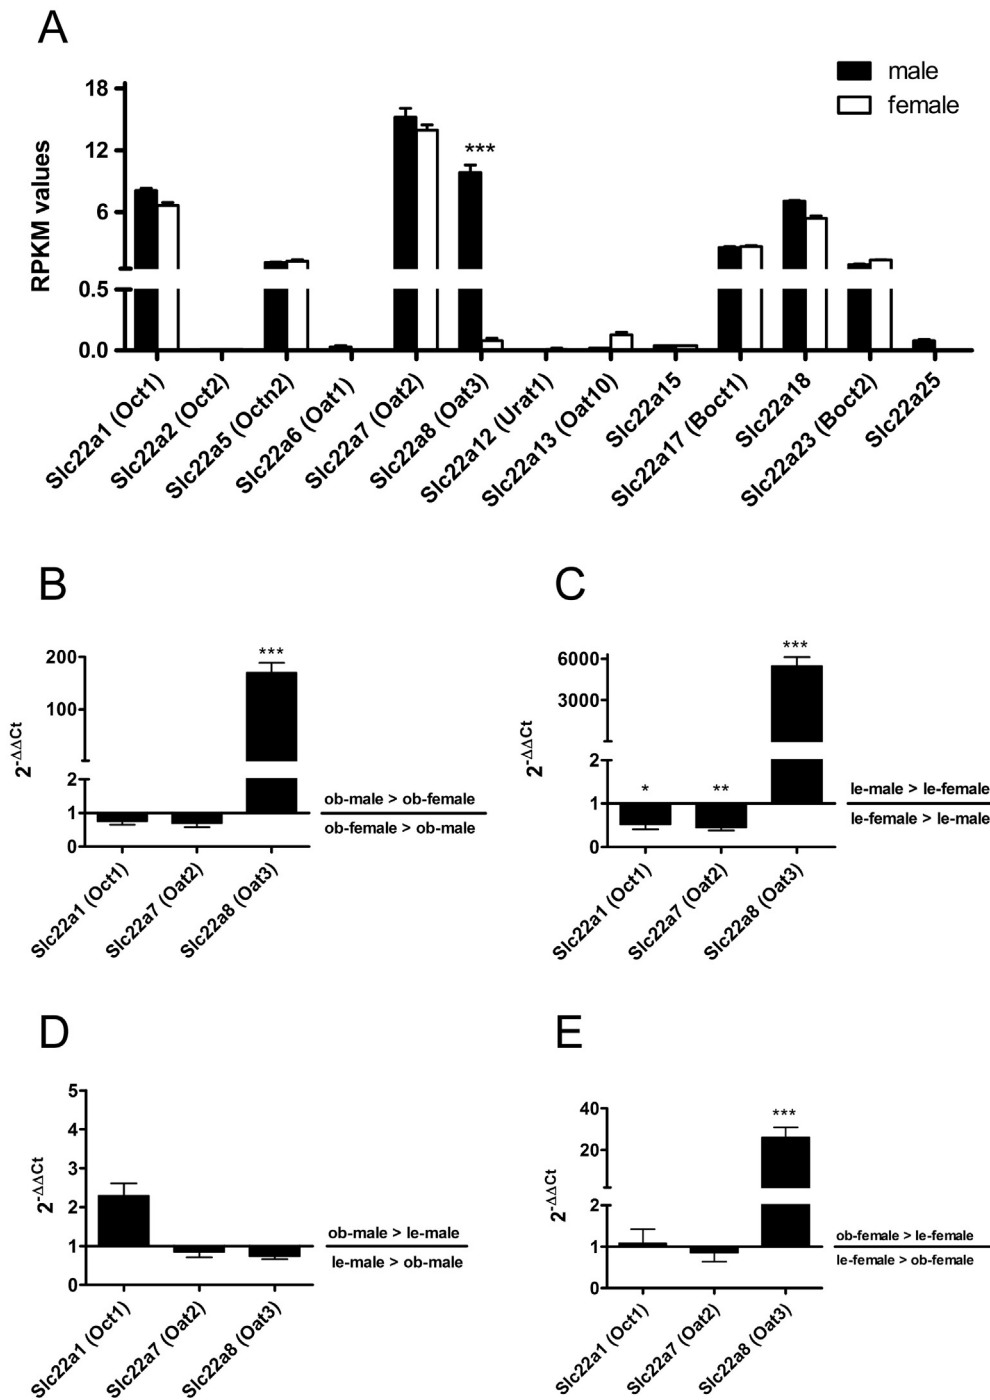 A
male
female
RPKM values
18
12
6
0.5
0.0
***
Slc22a1 (Oct1)
Slc22a2 (Oct2)
Slc22a5 (Octn2)
Slc22a6 (Oat1)
Slc22a7 (Oat2)
Slc22a8 (Oat3)
Slc22a12 (Urat1)
Slc22a13 (Oat10)
Slc22a15
Slc22a17 (Boct1)
Slc22a18
Slc22a23 (Boct2)
Slc22a25
B
2-ΔΔCt
200
100
2
1
0
***
ob-male > ob-female
ob-female > ob-male
Slc22a1 (Oct1)
Slc22a7 (Oat2)
Slc22a8 (Oat3)
C
2-ΔΔCt
6000
3000
2
1
0
*
**
***
le-male > le-female
le-female > le-male
Slc22a1 (Oct1)
Slc22a7 (Oat2)
Slc22a8 (Oat3)
D
2-ΔΔCt
5
4
3
2
1
0
ob-male > le-male
le-male > ob-male
Slc22a1 (Oct1)
Slc22a7 (Oat2)
Slc22a8 (Oat3)
E
2-ΔΔCt
40
20
2
1
0
***
ob-female > le-female
le-female > ob-female
Slc22a1 (Oct1)
Slc22a7 (Oat2)
Slc22a8 (Oat3)